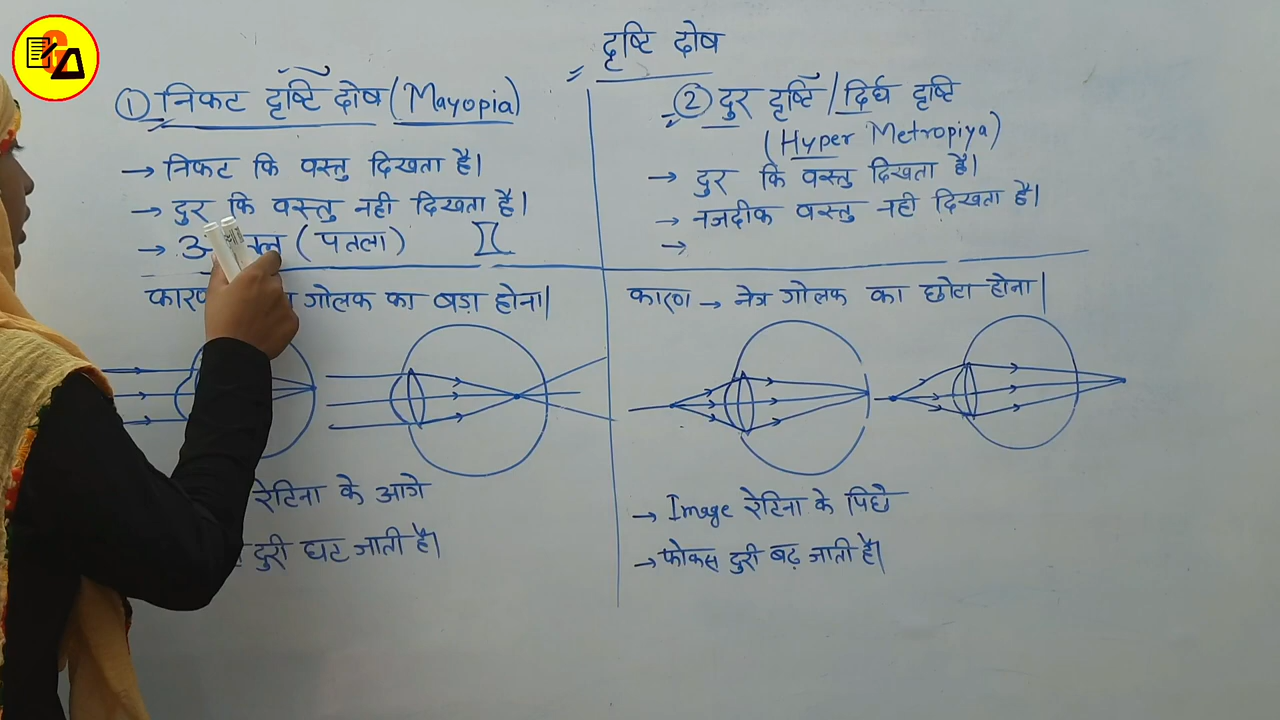 दृष्टि दोष
① निकट दृष्टि दोष (Mayopia)
→ निकट कि वस्तु दिखता है।
→ दुर कि वस्तु नही दिखता है।
→ (पतला)
कारण गोलक का बड़ा होना।
रेटिना के आगे
दुरी घट जाती है।
② दुर दृष्टि / दिर्घ दृष्टि
(Hyper Metropiya)
→ दुर कि वस्तु दिखता है।
→ नजदीक वस्तु नही दिखता है।
→
कारण → नेत्र गोलक का छोटा होना।
→ Image रेटिना के पिछे
→ फोकस दुरी बढ़ जाती है।